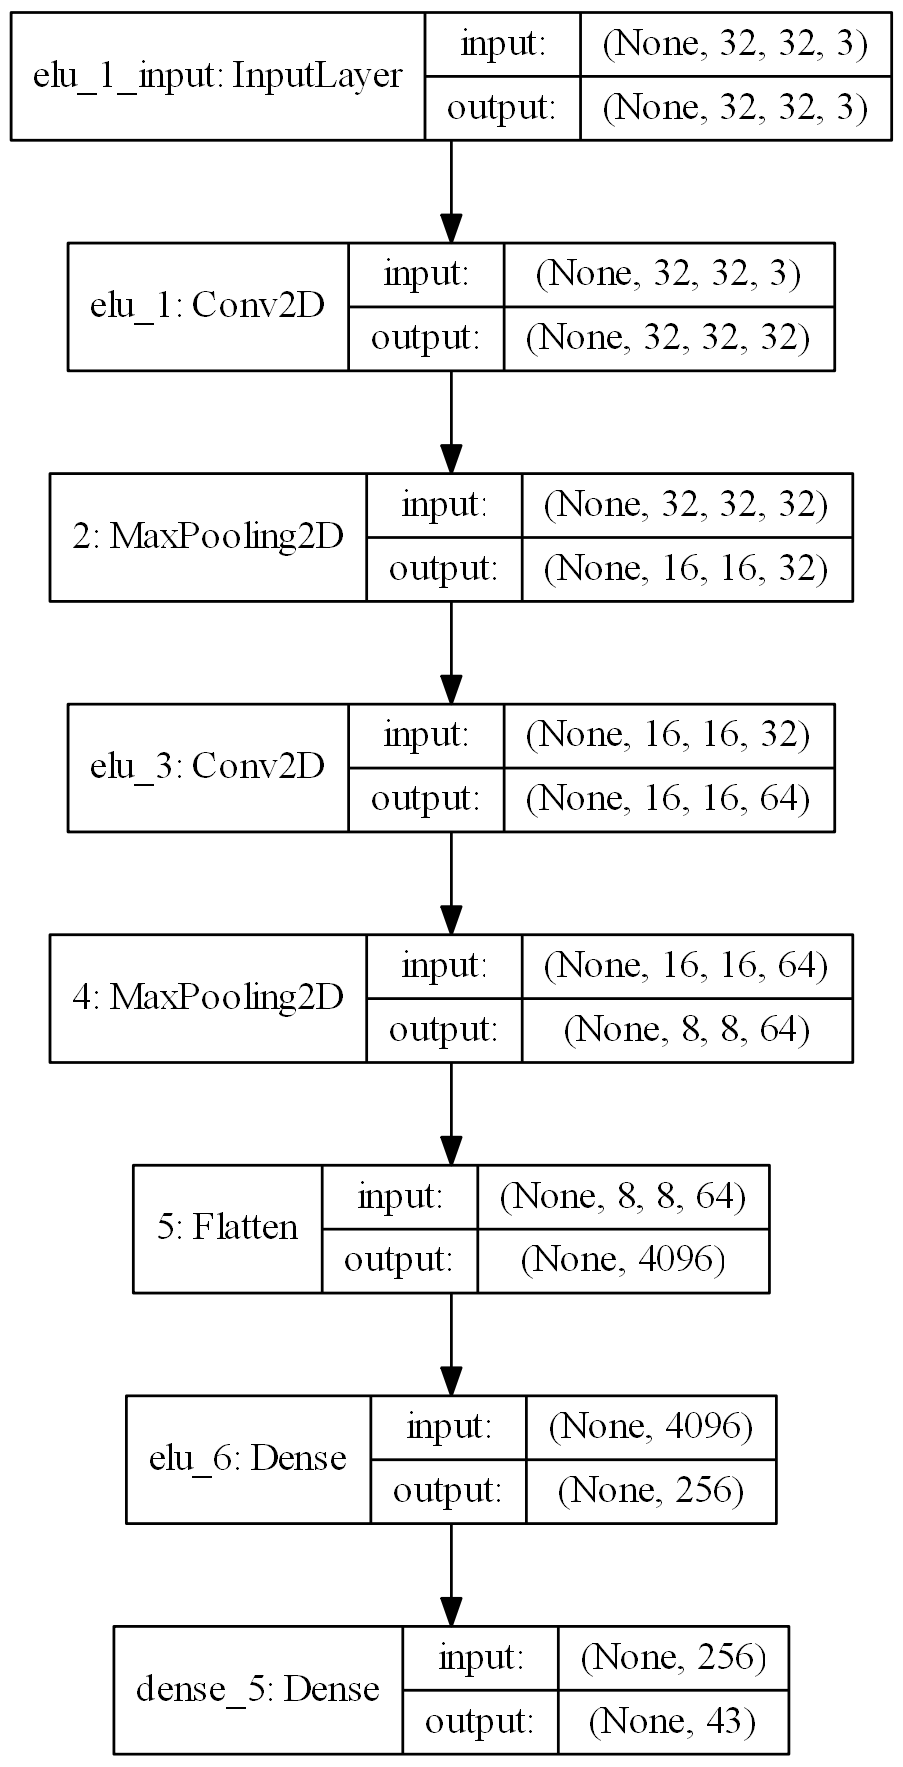 elu_1_input: InputLayer
input:
(None, 32, 32, 3)
output:
(None, 32, 32, 3)
elu_1: Conv2D
input:
(None, 32, 32, 3)
output:
(None, 32, 32, 32)
2: MaxPooling2D
input:
(None, 32, 32, 32)
output:
(None, 16, 16, 32)
elu_3: Conv2D
input:
(None, 16, 16, 32)
output:
(None, 16, 16, 64)
4: MaxPooling2D
input:
(None, 16, 16, 64)
output:
(None, 8, 8, 64)
5: Flatten
input:
(None, 8, 8, 64)
output:
(None, 4096)
elu_6: Dense
input:
(None, 4096)
output:
(None, 256)
dense_5: Dense
input:
(None, 256)
output:
(None, 43)